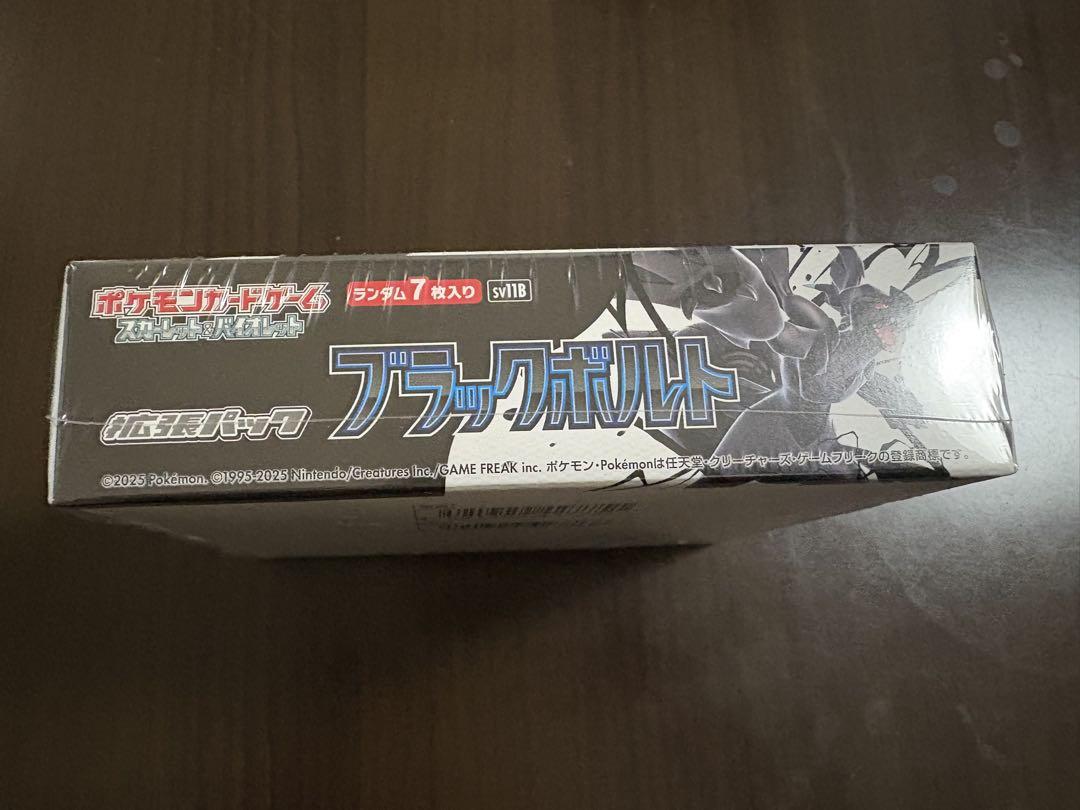 ポケモンカードゲーム
スカーレット&バイオレット
ランダム7枚入り
sv11B
拡張パック
ブラックボルト
©2025 Pokémon. ©1995-2025 Nintendo/Creatures Inc./GAME FREAK inc. ポケモン・Pokémonは任天堂・クリーチャーズ・ゲームフリークの登録商標です。